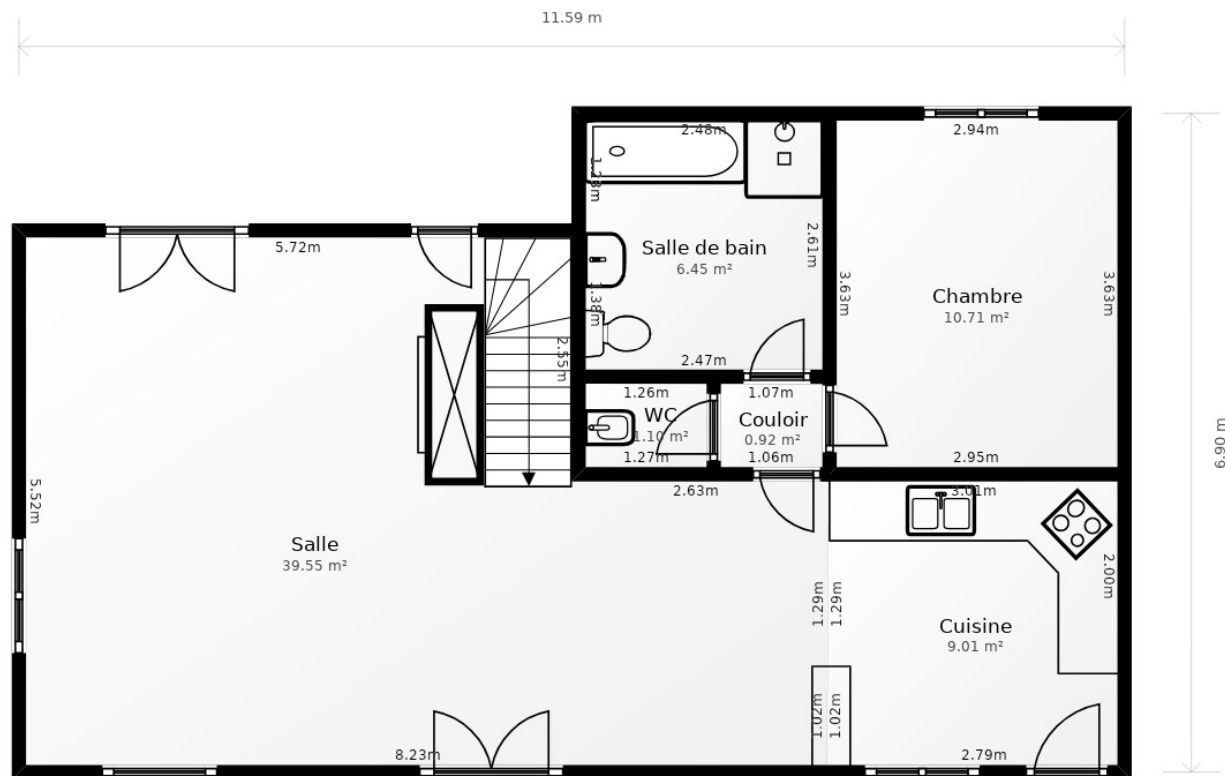 11.59 m
2.48m
2.94m
1.23m
Salle de bain
6.45 m²
2.61m
5.72m
3.63m
Chambre
10.71 m²
3.63m
1.38m
2.55m
2.47m
1.26m
WC
1.10 m²
1.27m
1.07m
Couloir
0.92 m²
1.06m
2.95m
6.90 m
5.52m
2.63m
3.01m
Salle
39.55 m²
2.00m
1.29m
1.29m
Cuisine
9.01 m²
1.02m
1.02m
8.23m
2.79m